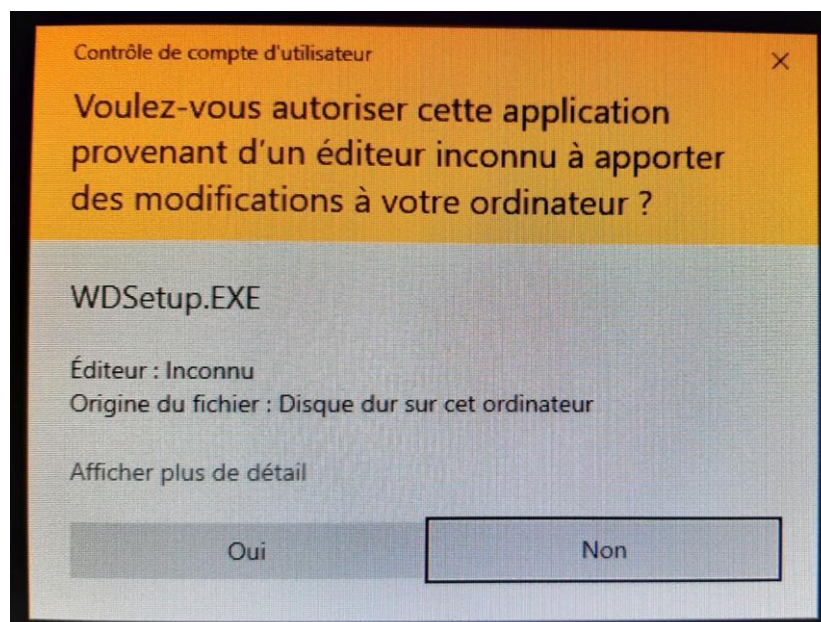 Contrôle de compte d'utilisateur
Voulez-vous autoriser cette application
provenant d'un éditeur inconnu à apporter
des modifications à votre ordinateur ?
WDSetup.EXE
Éditeur : Inconnu
Origine du fichier : Disque dur sur cet ordinateur
Afficher plus de détail
Oui
Non